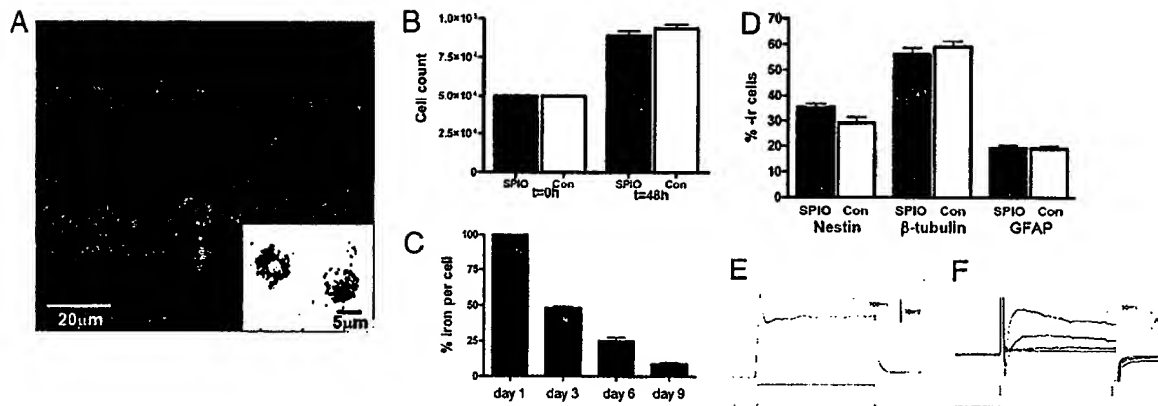 A
20µm
5µm
B
Cell count
1.0×10⁵
7.5×10⁴
5.0×10⁴
2.5×10⁴
0
SPIO Con SPIO Con
t=0h t=48h
C
% Iron per cell
100
75
50
25
0
day 1 day 3 day 6 day 9
D
% -ir cells
70
60
50
40
30
20
10
0
SPIO Con SPIO Con SPIO Con
Nestin β-tubulin GFAP
E
F